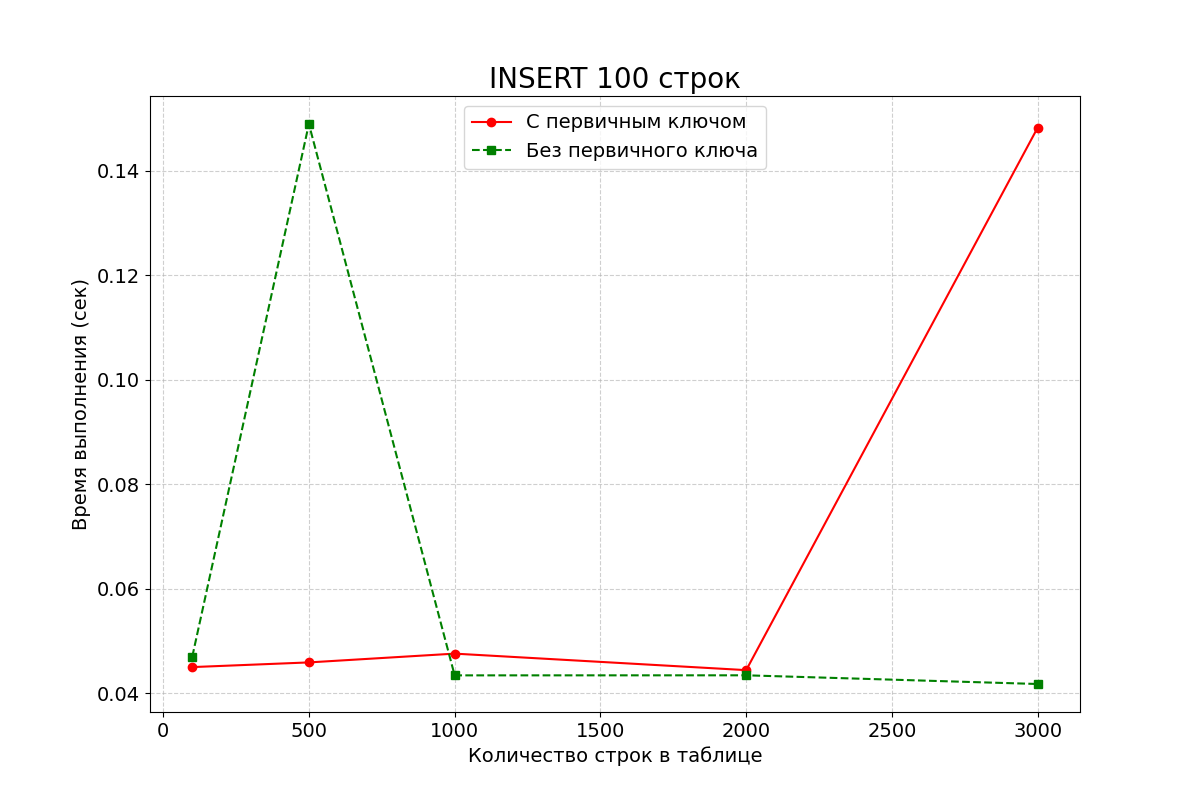 INSERT 100 строк
С первичным ключом
Без первичного ключа
Время выполнения (сек)
0.14
0.12
0.10
0.08
0.06
0.04
0 500 1000 1500 2000 2500 3000
Количество строк в таблице